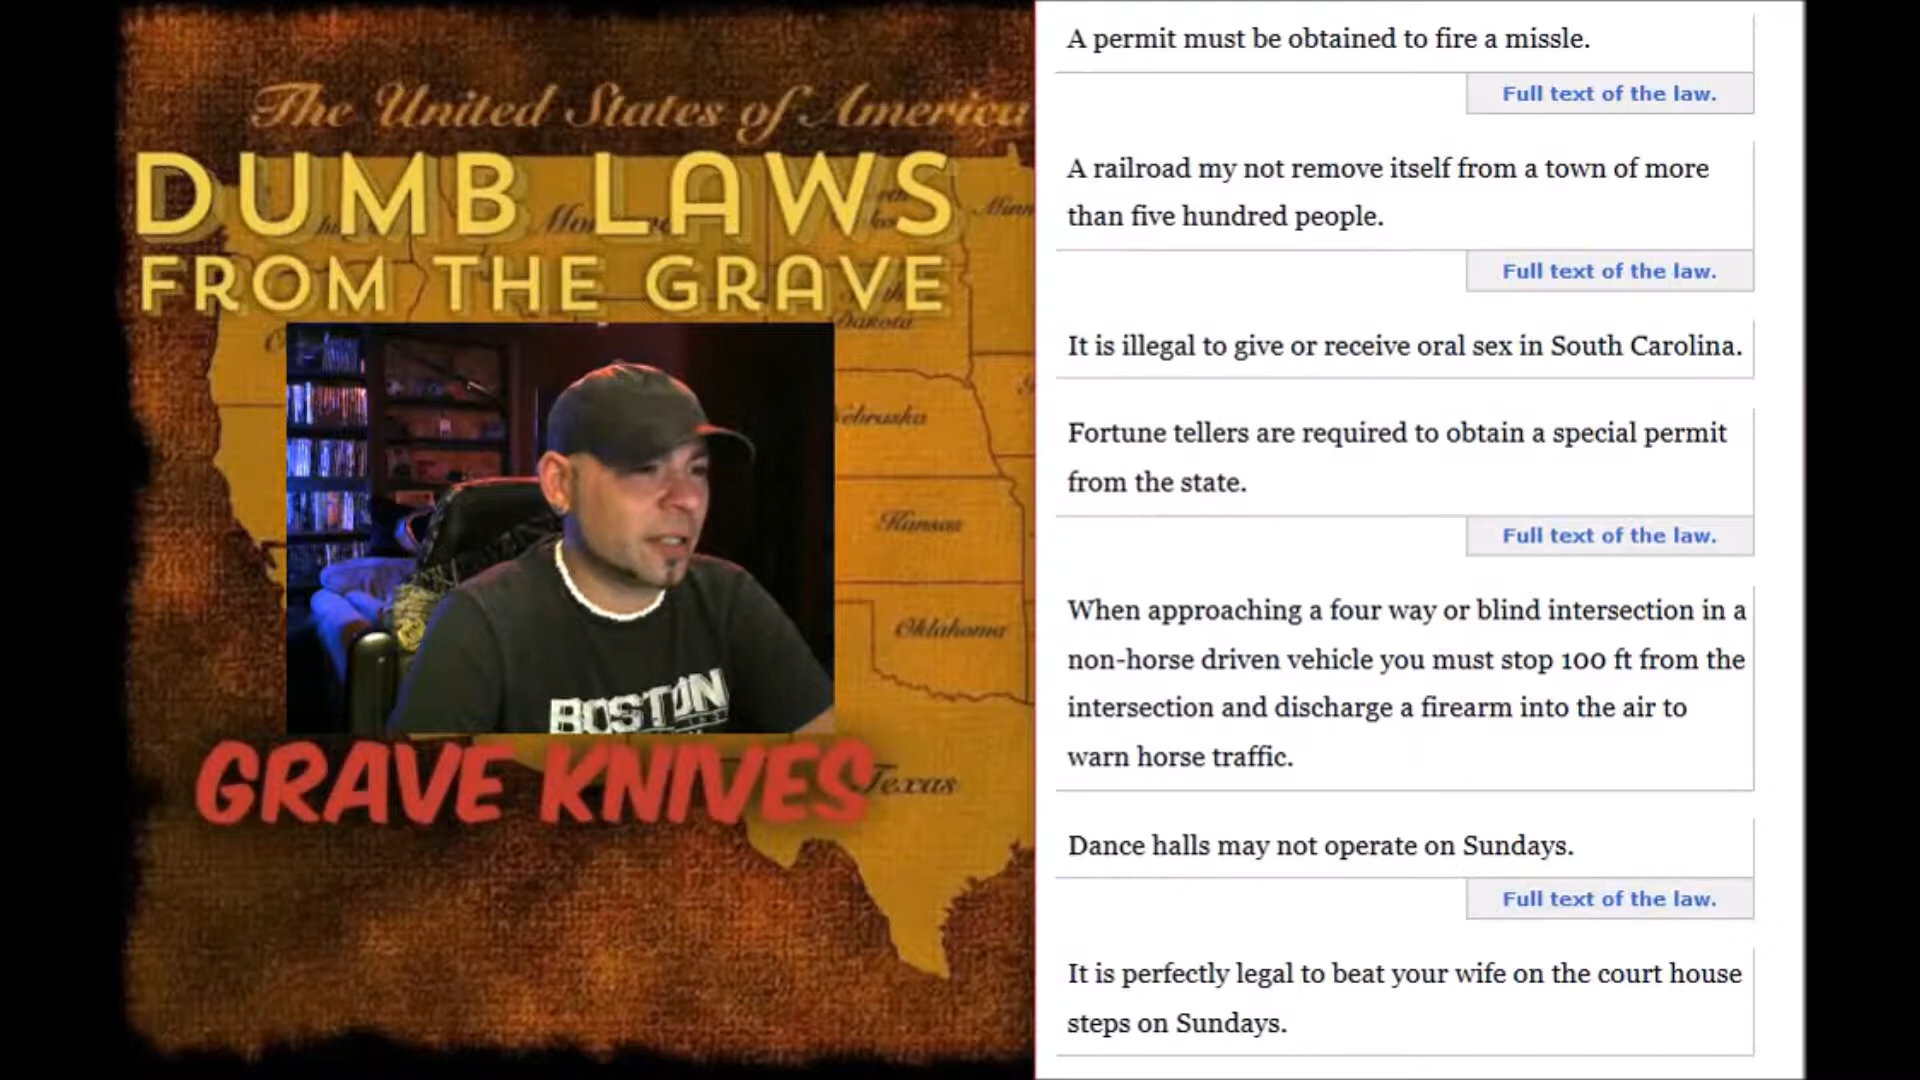 The United States of America
DUMB LAWS
FROM THE GRAVE
Dakota
Nebraska
Kansas
Oklahoma
BOSTON
GRAVE KNIVES
Texas
A permit must be obtained to fire a missle.
Full text of the law.
A railroad my not remove itself from a town of more
than five hundred people.
Full text of the law.
It is illegal to give or receive oral sex in South Carolina.
Fortune tellers are required to obtain a special permit
from the state.
Full text of the law.
When approaching a four way or blind intersection in a
non-horse driven vehicle you must stop 100 ft from the
intersection and discharge a firearm into the air to
warn horse traffic.
Dance halls may not operate on Sundays.
Full text of the law.
It is perfectly legal to beat your wife on the court house
steps on Sundays.